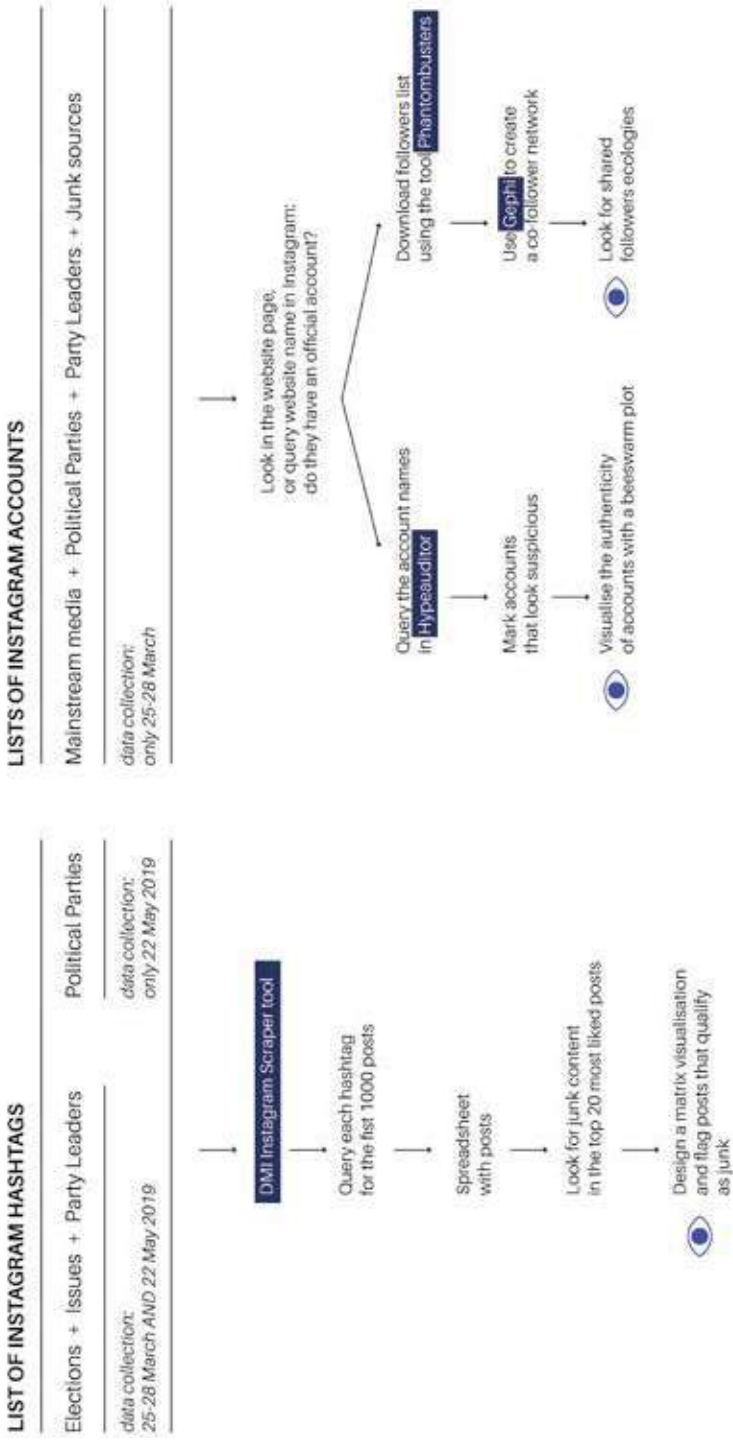 LIST OF INSTAGRAM HASHTAGS
Elections + Issues + Party Leaders
Political Parties
data collection:
25-28 March AND 22 May 2019
data collection:
only 22 May 2019
DMI Instagram Scraper tool
Query each hashtag
for the fist 1000 posts
Spreadsheet
with posts
Look for junk content
in the top 20 most liked posts
Design a matrix visualisation
and flag posts that qualify
as junk
LISTS OF INSTAGRAM ACCOUNTS
Mainstream media + Political Parties + Party Leaders + Junk sources
data collection:
only 25-28 March
Look in the website page,
or query website name in Instagram:
do they have an official account?
Query the account names
in Hypeauditor
Mark accounts
that look suspicious
Visualise the authenticity
of accounts with a beeswarm plot
Download followers list
using the tool Phantombusters
Use Gephi to create
a co-follower network
Look for shared
followers ecologies